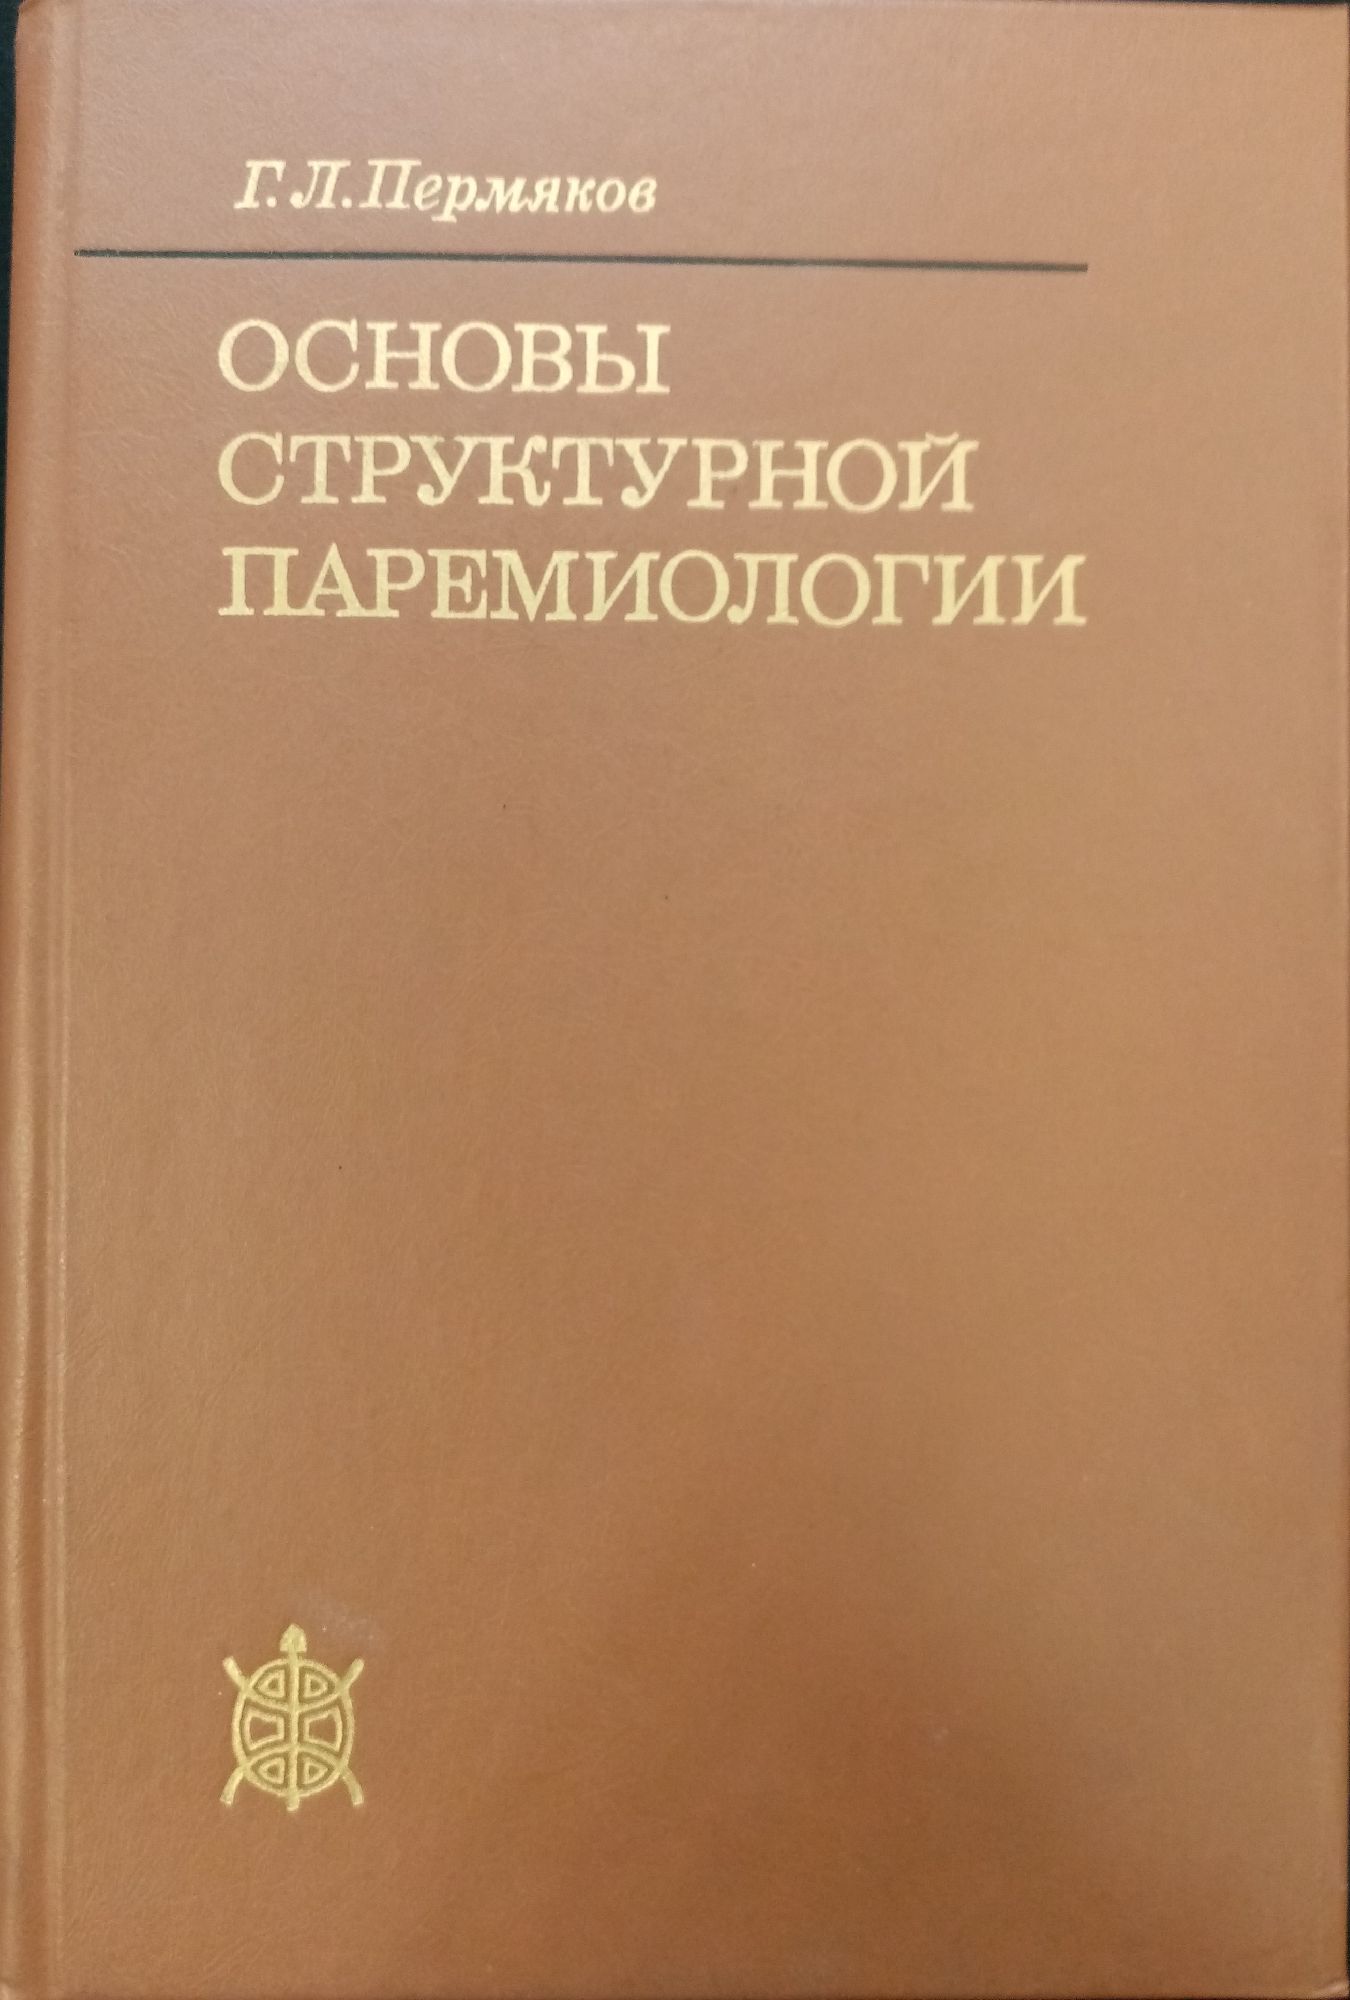 Г. Л. Пермяков
ОСНОВЫ
СТРУКТУРНОЙ
ПАРЕМИОЛОГИИ